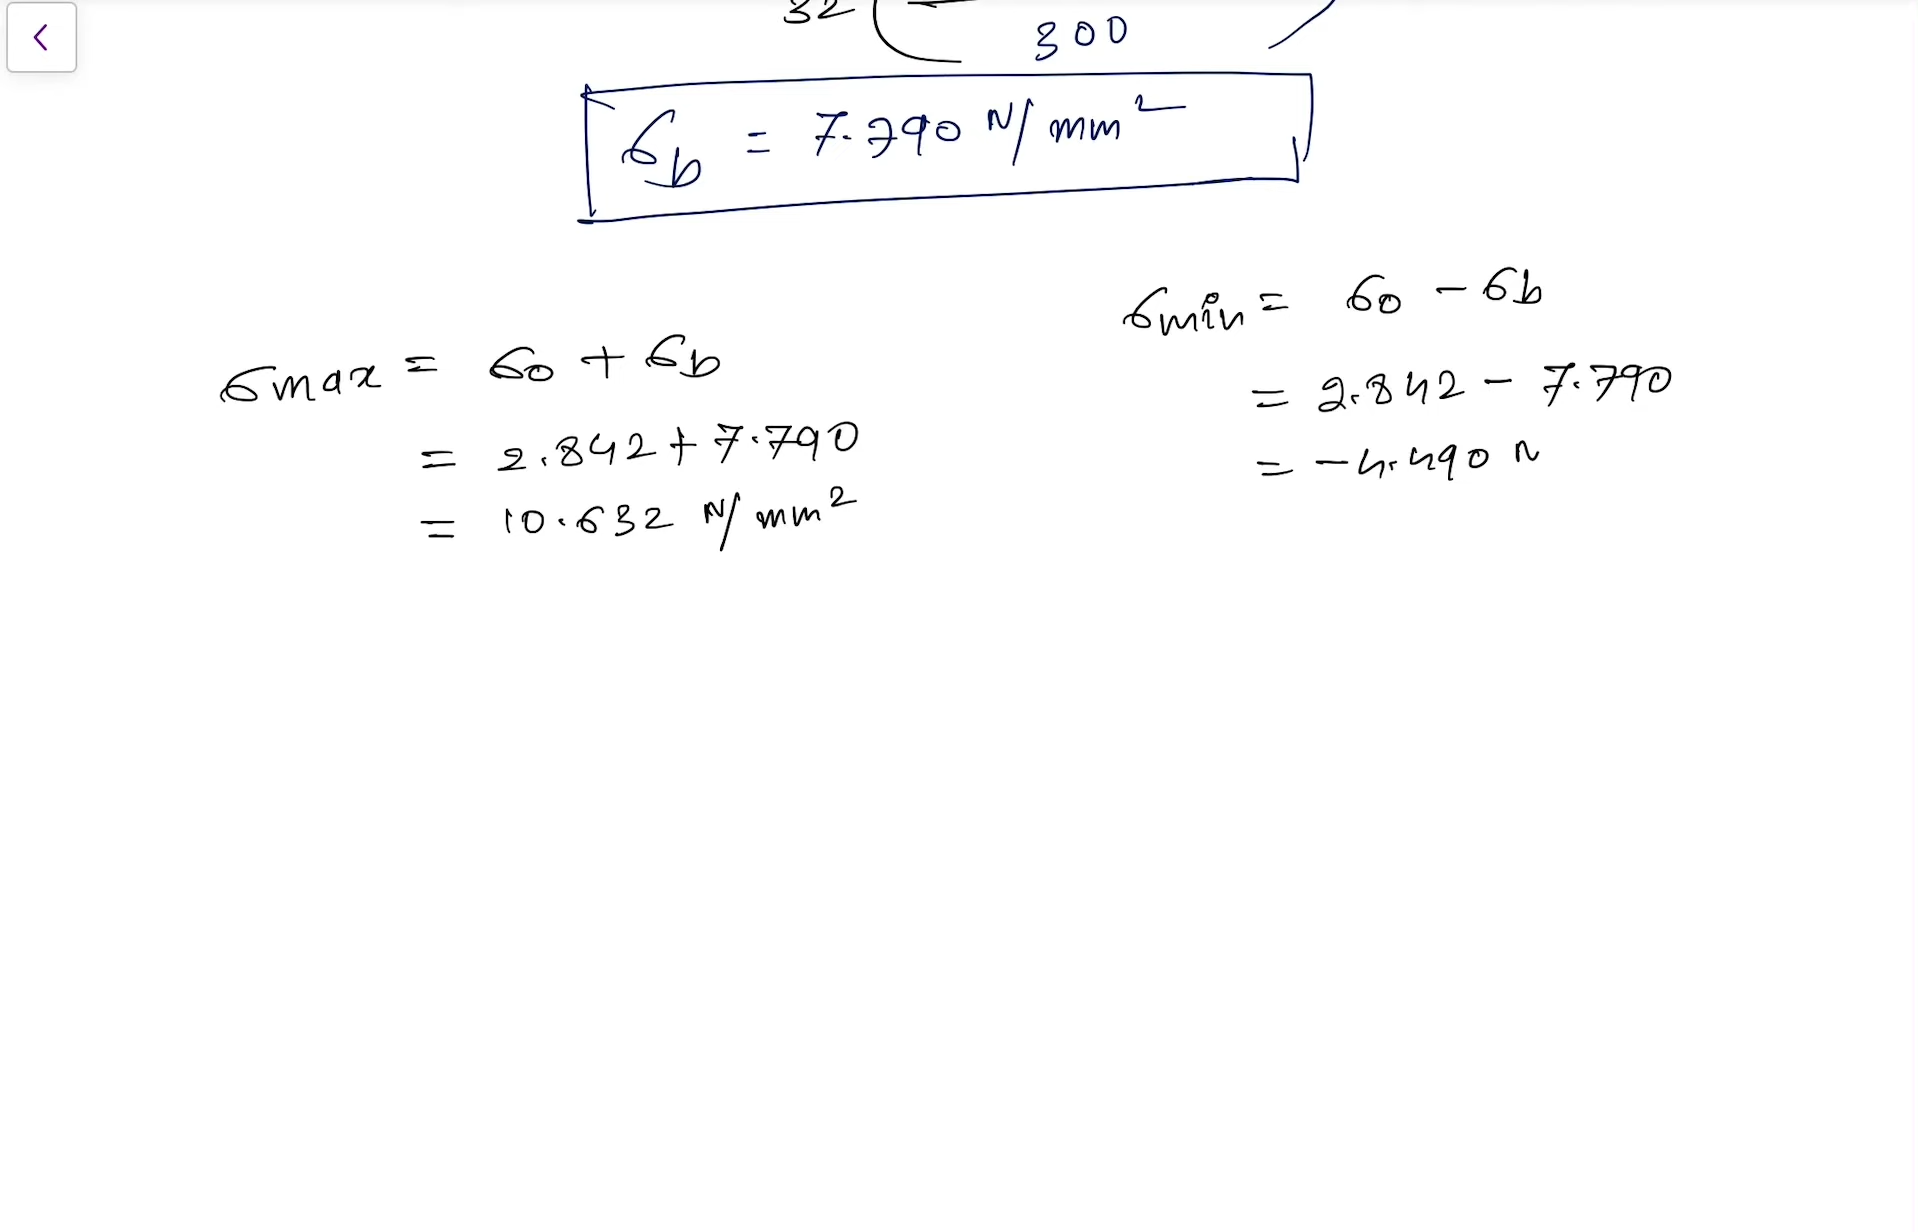 32
300
σb = 7.790 N/mm²
σmax = σo + σb
= 2.842 + 7.790
= 10.632 N/mm²
σmin = σo - σb
= 2.842 - 7.790
= -4.490 N